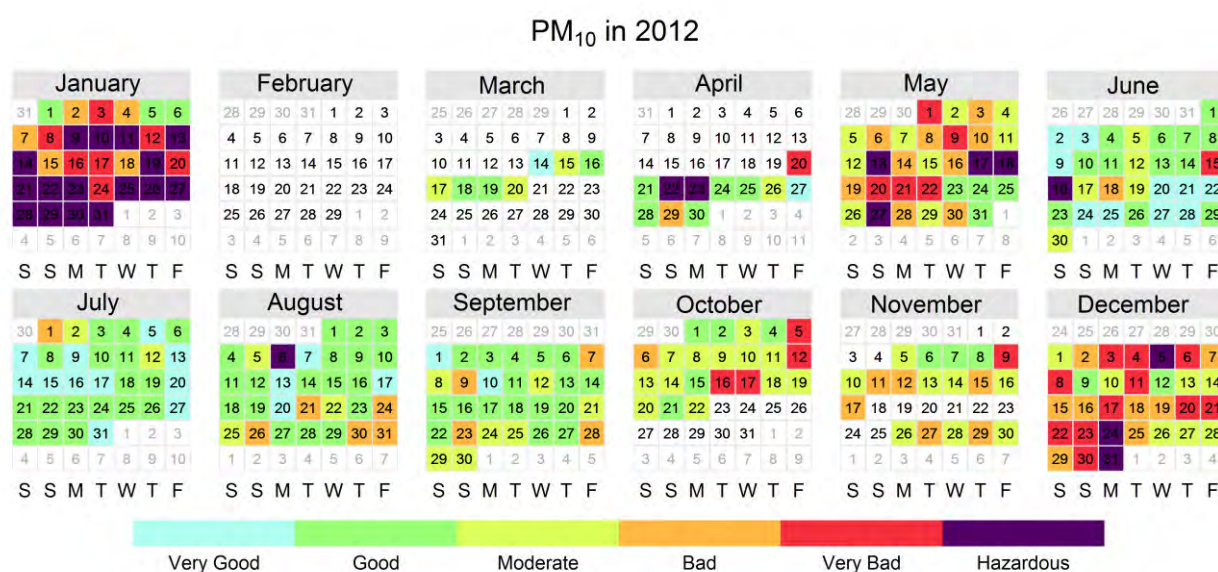 PM10 in 2012
January
31 1 2 3 4 5 6
7 8 9 10 11 12 13
14 15 16 17 18 19 20
21 22 23 24 25 26 27
28 29 30 31 1 2 3
4 5 6 7 8 9 10
S S M T W T F
February
28 29 30 31 1 2 3
4 5 6 7 8 9 10
11 12 13 14 15 16 17
18 19 20 21 22 23 24
25 26 27 28 29 1 2
3 4 5 6 7 8 9
S S M T W T F
March
25 26 27 28 29 1 2
3 4 5 6 7 8 9
10 11 12 13 14 15 16
17 18 19 20 21 22 23
24 25 26 27 28 29 30
31 1 2 3 4 5 6
S S M T W T F
April
31 1 2 3 4 5 6
7 8 9 10 11 12 13
14 15 16 17 18 19 20
21 22 23 24 25 26 27
28 29 30 1 2 3 4
5 6 7 8 9 10 11
S S M T W T F
May
28 29 30 1 2 3 4
5 6 7 8 9 10 11
12 13 14 15 16 17 18
19 20 21 22 23 24 25
26 27 28 29 30 31 1
2 3 4 5 6 7 8
S S M T W T F
June
26 27 28 29 30 31 1
2 3 4 5 6 7 8
9 10 11 12 13 14 15
16 17 18 19 20 21 22
23 24 25 26 27 28 29
30 1 2 3 4 5 6
S S M T W T F
July
30 1 2 3 4 5 6
7 8 9 10 11 12 13
14 15 16 17 18 19 20
21 22 23 24 25 26 27
28 29 30 31 1 2 3
4 5 6 7 8 9 10
S S M T W T F
August
28 29 30 31 1 2 3
4 5 6 7 8 9 10
11 12 13 14 15 16 17
18 19 20 21 22 23 24
25 26 27 28 29 30 31
1 2 3 4 5 6 7
S S M T W T F
September
25 26 27 28 29 30 31
1 2 3 4 5 6 7
8 9 10 11 12 13 14
15 16 17 18 19 20 21
22 23 24 25 26 27 28
29 30 1 2 3 4 5
S S M T W T F
October
29 30 1 2 3 4 5
6 7 8 9 10 11 12
13 14 15 16 17 18 19
20 21 22 23 24 25 26
27 28 29 30 31 1 2
3 4 5 6 7 8 9
S S M T W T F
November
27 28 29 30 31 1 2
3 4 5 6 7 8 9
10 11 12 13 14 15 16
17 18 19 20 21 22 23
24 25 26 27 28 29 30
1 2 3 4 5 6 7
S S M T W T F
December
24 25 26 27 28 29 30
1 2 3 4 5 6 7
8 9 10 11 12 13 14
15 16 17 18 19 20 21
22 23 24 25 26 27 28
29 30 31 1 2 3 4
S S M T W T F
Very Good Good Moderate Bad Very Bad Hazardous